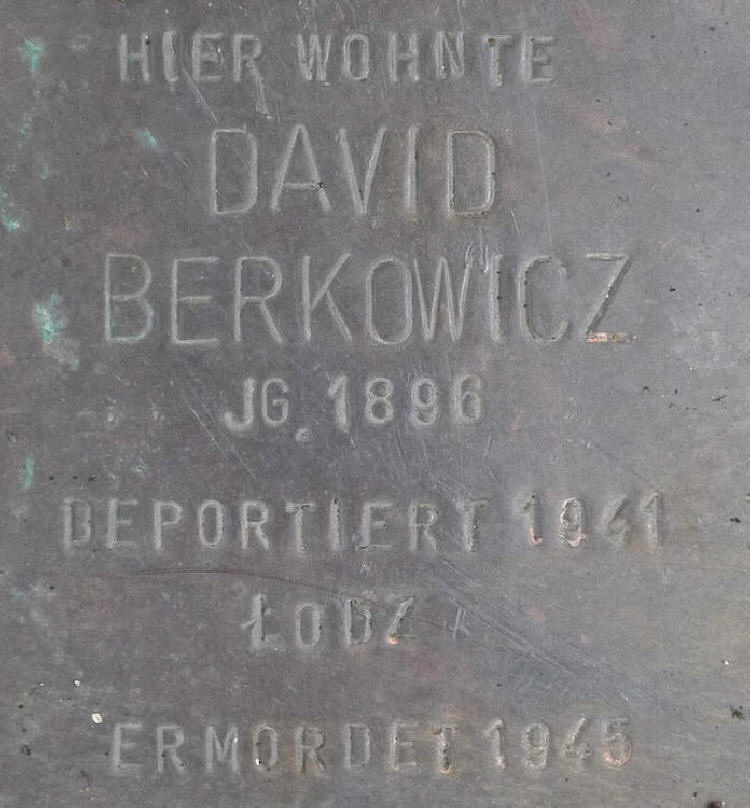 HIER WOHNTE
DAVID
BERKOWICZ
JG. 1896
DEPORTIERT 1941
ŁODZ
ERMORDET 1945